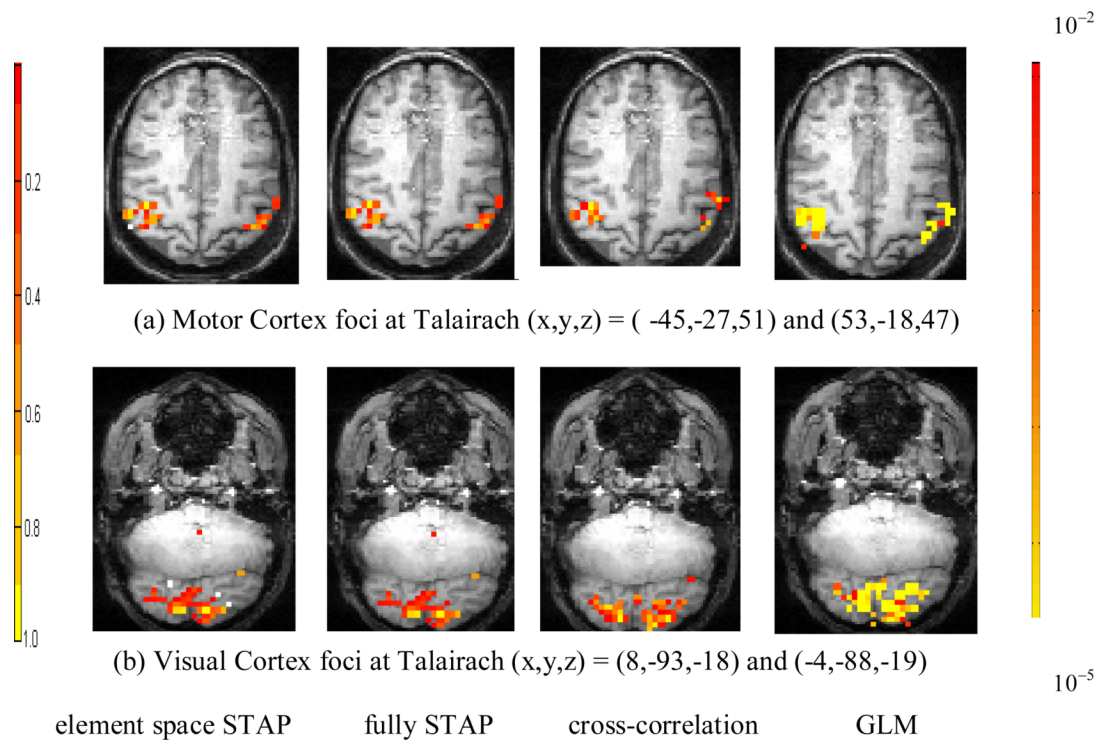 10⁻²
0.2
0.4
(a) Motor Cortex foci at Talairach (x,y,z) = ( -45,-27,51) and (53,-18,47)
0.6
0.8
1.0
(b) Visual Cortex foci at Talairach (x,y,z) = (8,-93,-18) and (-4,-88,-19)
10⁻⁵
element space STAP fully STAP cross-correlation GLM